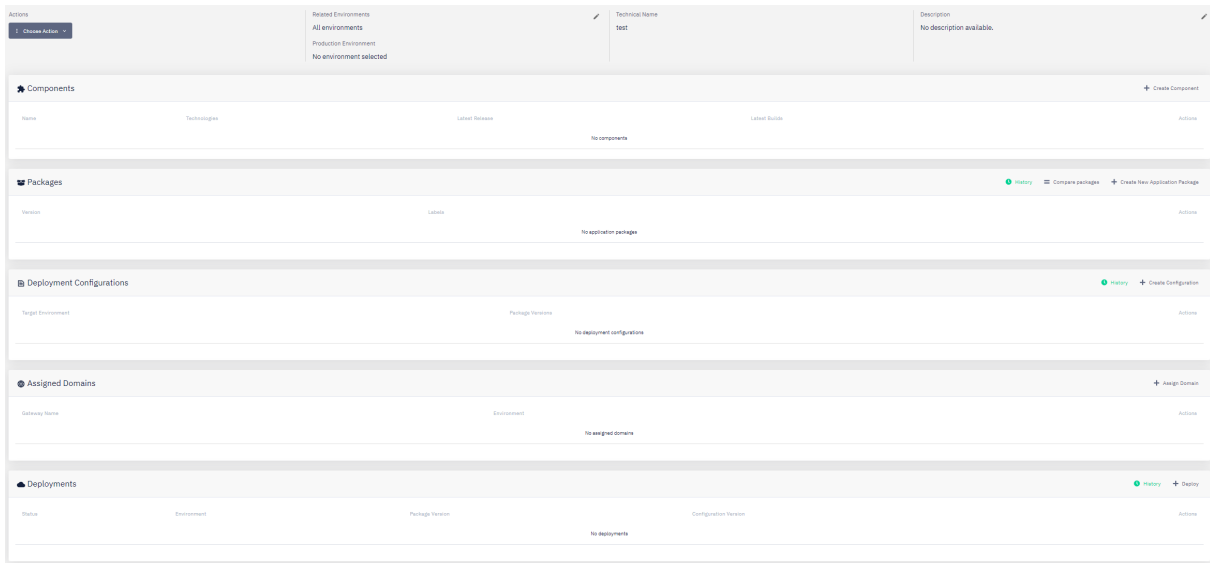 Actions
Choose Action
Related Environments
All environments
Production Environment
No environment selected
Technical Name
test
Description
No description available.
Components
Create Component
Name Technologies Latest Release Latest Builds Actions
No components
Packages
History Compare packages Create New Application Package
Version Labels Actions
No application packages
Deployment Configurations
History Create Configuration
Target Environment Package Versions Actions
No deployment configurations
Assigned Domains
Assign Domain
Gateway Name Environment Actions
No assigned domains
Deployments
History Deploy
Status Environment Package Version Configuration Version Actions
No deployments